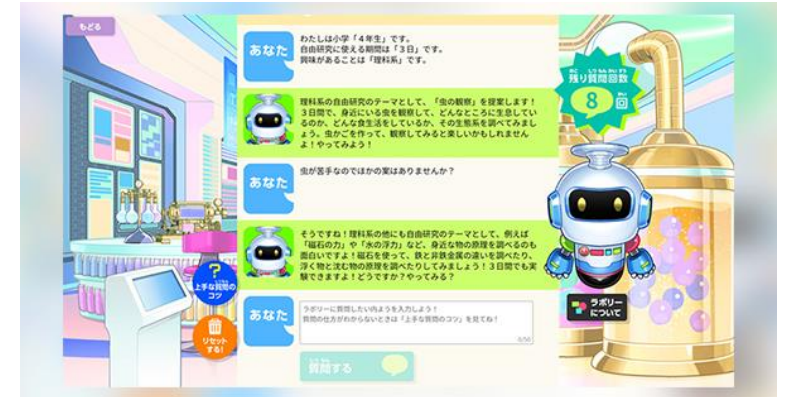 もどる
あなた
わたしは小学「４年生」です。
自由研究に使える期間は「３日」です。
興味があることは「理科系」です。
理科系の自由研究のテーマとして、「虫の観察」を提案します！
３日間で、身近にいる虫を観察して、どんなところに生息してい
るのか、どんな食生活をしているか、その生態系を調べてみまし
ょう。虫かごを作って、観察してみると楽しいかもしれません
よ！やってみよう！
あなた
虫が苦手なのでほかの案はありませんか？
そうですね！理科系の他にも自由研究のテーマとして、例えば
「磁石の力」や「水の浮力」など、身近な物の原理を調べるのも
面白いですよ！磁石を使って、鉄と非鉄金属の違いを調べたり、
浮く物と沈む物の原理を調べたりしてみましょう！３日間でも実
験できますよ！どうですか？やってみる？
あなた
ラボリーに質問したい内ようを入力しよう！
質問の仕方がわからないときは「上手な質問のコツ」を見てね！
0/50
しつもん
質問する
?
上手な質問の
コツ
リセット
する!
のこ しつもんかいすう
残り質問回数
8 回
かい
ラボリー
について